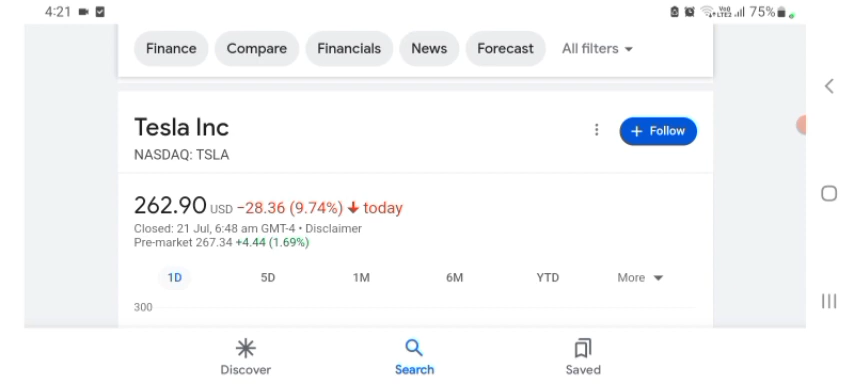 4:21 75%
Finance Compare Financials News Forecast All filters
Tesla Inc
+ Follow
NASDAQ: TSLA
262.90 USD −28.36 (9.74%) today
Closed: 21 Jul, 6:48 am GMT-4 • Disclaimer
Pre-market 267.34 +4.44 (1.69%)
1D 5D 1M 6M YTD More
300
Discover Search Saved